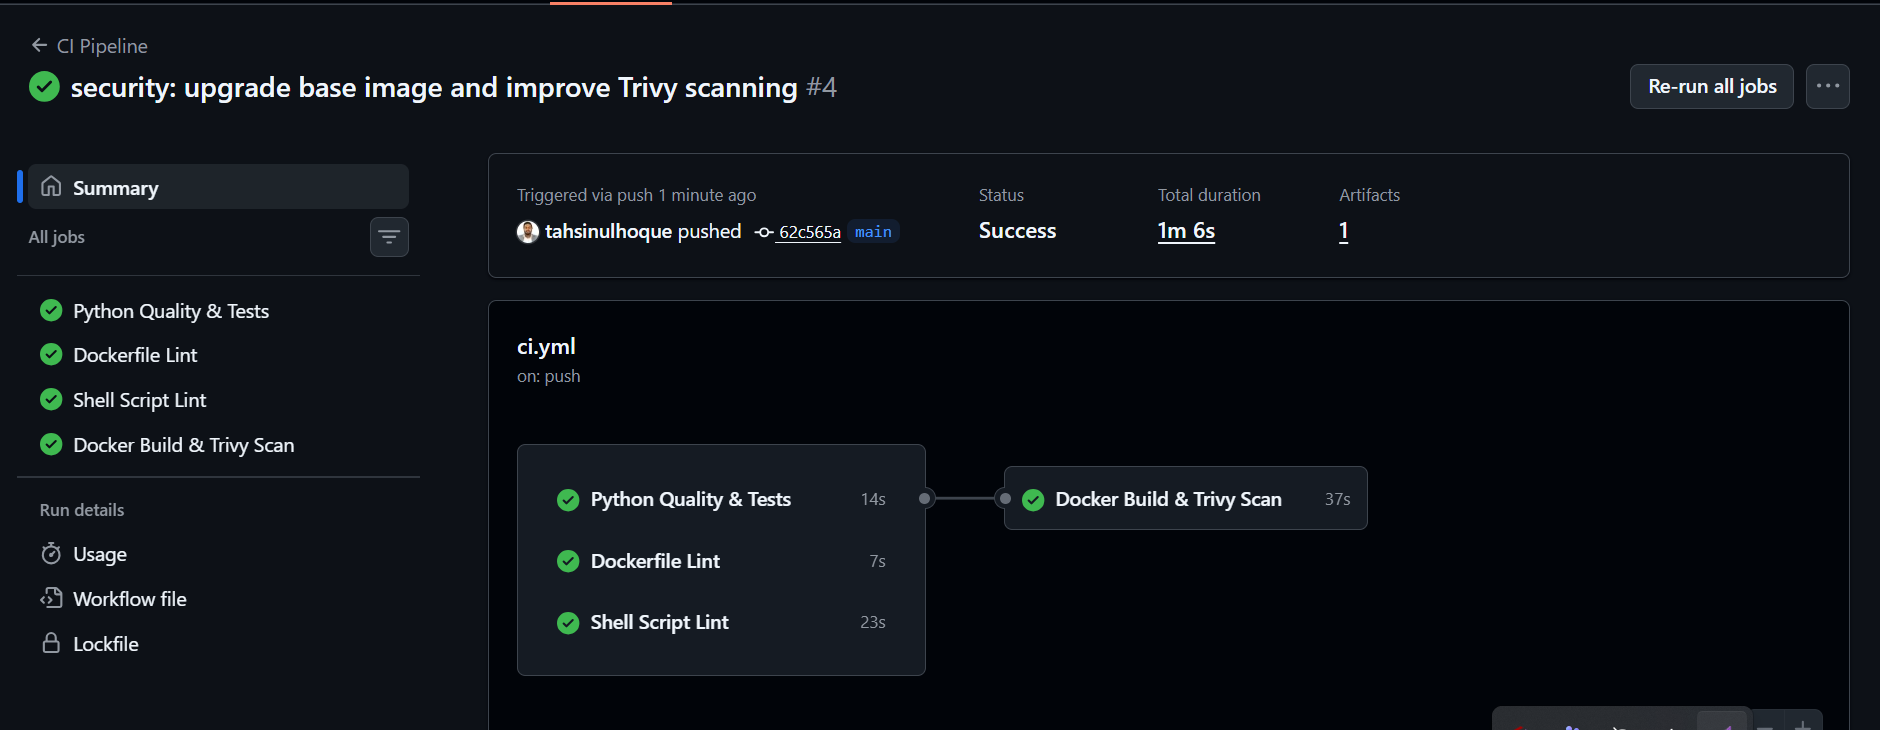 CI Pipeline
security: upgrade base image and improve Trivy scanning #4
Re-run all jobs
Summary
All jobs
Python Quality & Tests
Dockerfile Lint
Shell Script Lint
Docker Build & Trivy Scan
Run details
Usage
Workflow file
Lockfile
Triggered via push 1 minute ago
tahsinulhoque pushed 62c565a main
Status
Success
Total duration
1m 6s
Artifacts
1
ci.yml
on: push
Python Quality & Tests 14s
Dockerfile Lint 7s
Shell Script Lint 23s
Docker Build & Trivy Scan 37s